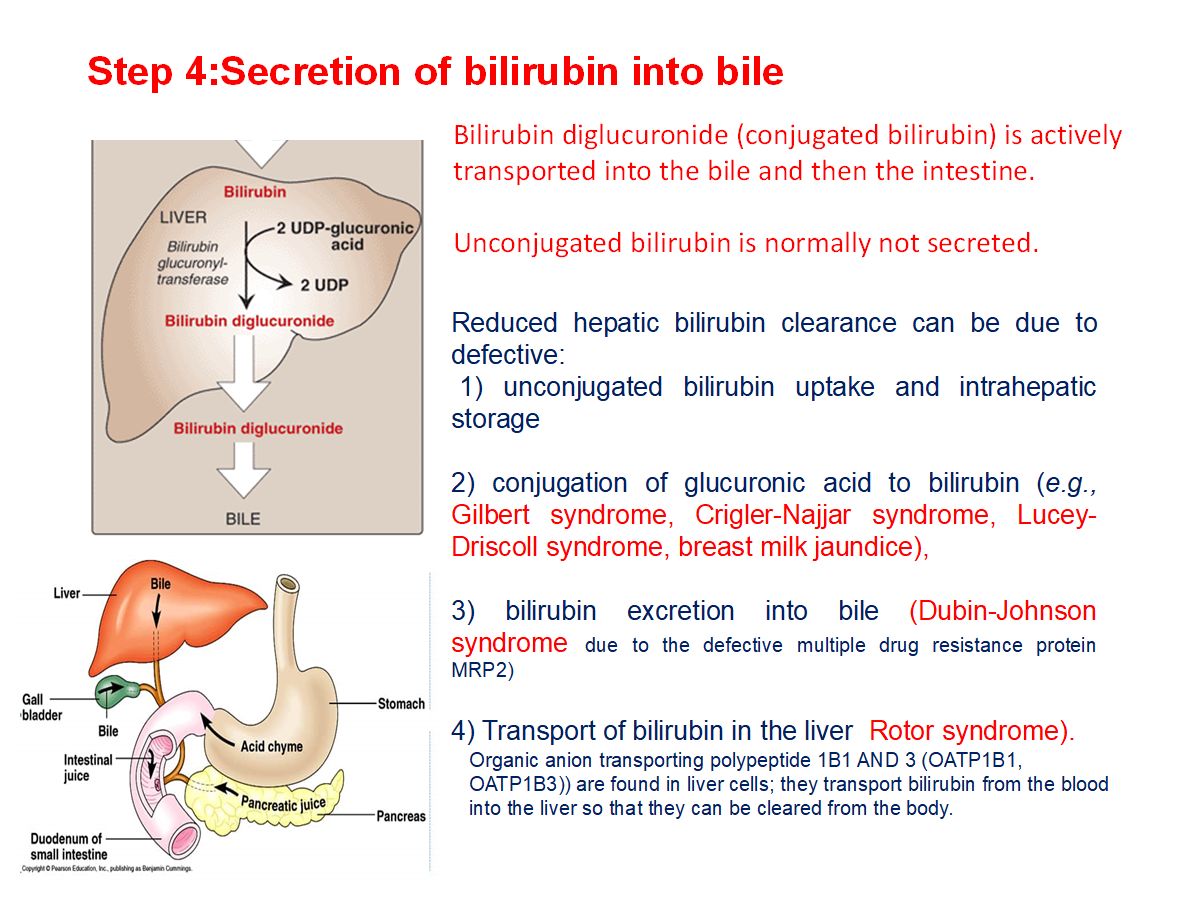 Step 4:Secretion of bilirubin into bile
Bilirubin diglucuronide (conjugated bilirubin) is actively
transported into the bile and then the intestine.
Unconjugated bilirubin is normally not secreted.
Bilirubin
LIVER
2 UDP-glucuronic
acid
Bilirubin
glucuronyl-
transferase
2 UDP
Bilirubin diglucuronide
Bilirubin diglucuronide
BILE
Reduced hepatic bilirubin clearance can be due to
defective:
1) unconjugated bilirubin uptake and intrahepatic
storage
2) conjugation of glucuronic acid to bilirubin (e.g.,
Gilbert syndrome, Crigler-Najjar syndrome, Lucey-
Driscoll syndrome, breast milk jaundice),
3) bilirubin excretion into bile (Dubin-Johnson
syndrome due to the defective multiple drug resistance protein
MRP2)
4) Transport of bilirubin in the liver Rotor syndrome).
Organic anion transporting polypeptide 1B1 AND 3 (OATP1B1,
OATP1B3)) are found in liver cells; they transport bilirubin from the blood
into the liver so that they can be cleared from the body.
Liver
Bile
Gall
bladder
Bile
Stomach
Acid chyme
Intestinal
juice
Pancreatic juice
Pancreas
Duodenum of
small intestine
Copyright © Pearson Education, Inc., publishing as Benjamin Cummings.